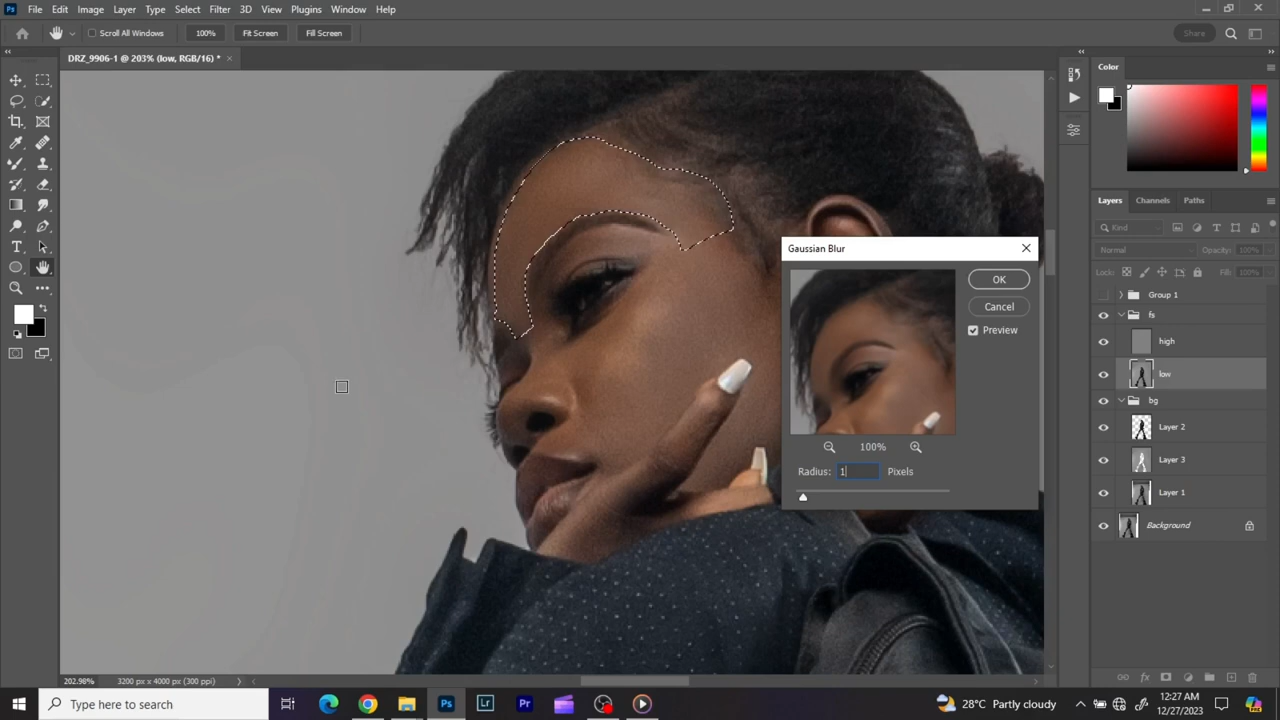 Ps File Edit Image Layer Type Select Filter 3D View Plugins Window Help
Scroll All Windows 100% Fit Screen Fill Screen Share
DRZ_9906-1 @ 203% (low, RGB/16) * ×
Color
Gaussian Blur
OK
Cancel
Preview
100%
Radius: 1 Pixels
Layers Channels Paths
Kind
Normal Opacity: 100%
Lock: Fill: 100%
Group 1
fs
high
low
bg
Layer 2
Layer 3
Layer 1
Background
202.98% 3200 px x 4000 px (300 ppi)
Type here to search
Ps Lr Pr
28°C Partly cloudy
12:27 AM
12/27/2023